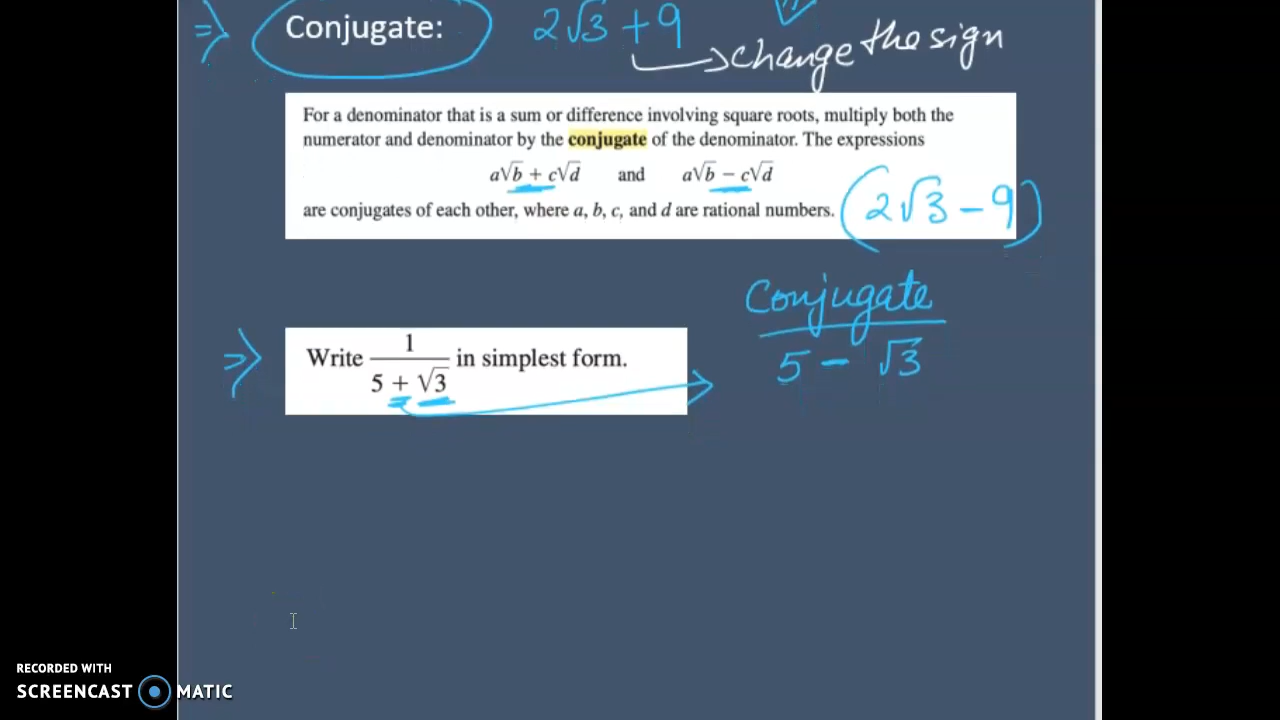 ⇒ Conjugate: 2√3 + 9
→ change the sign
For a denominator that is a sum or difference involving square roots, multiply both the
numerator and denominator by the conjugate of the denominator. The expressions
a√b + c√d and a√b − c√d
are conjugates of each other, where a, b, c, and d are rational numbers. (2√3 − 9)
Conjugate
5 − √3
⇒ Write 1/(5 + √3) in simplest form.
RECORDED WITH
SCREENCAST MATIC